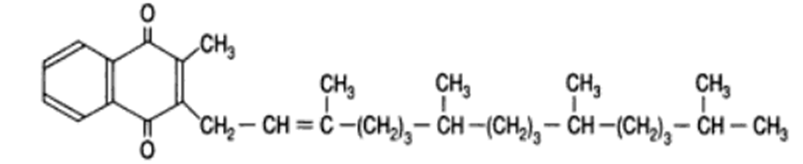 O
CH₃
CH₃ CH₃ CH₃ CH₃
CH₂ – CH = C – (CH₂)₃ – CH – (CH₂)₃ – CH – (CH₂)₃ – CH – CH₃
O